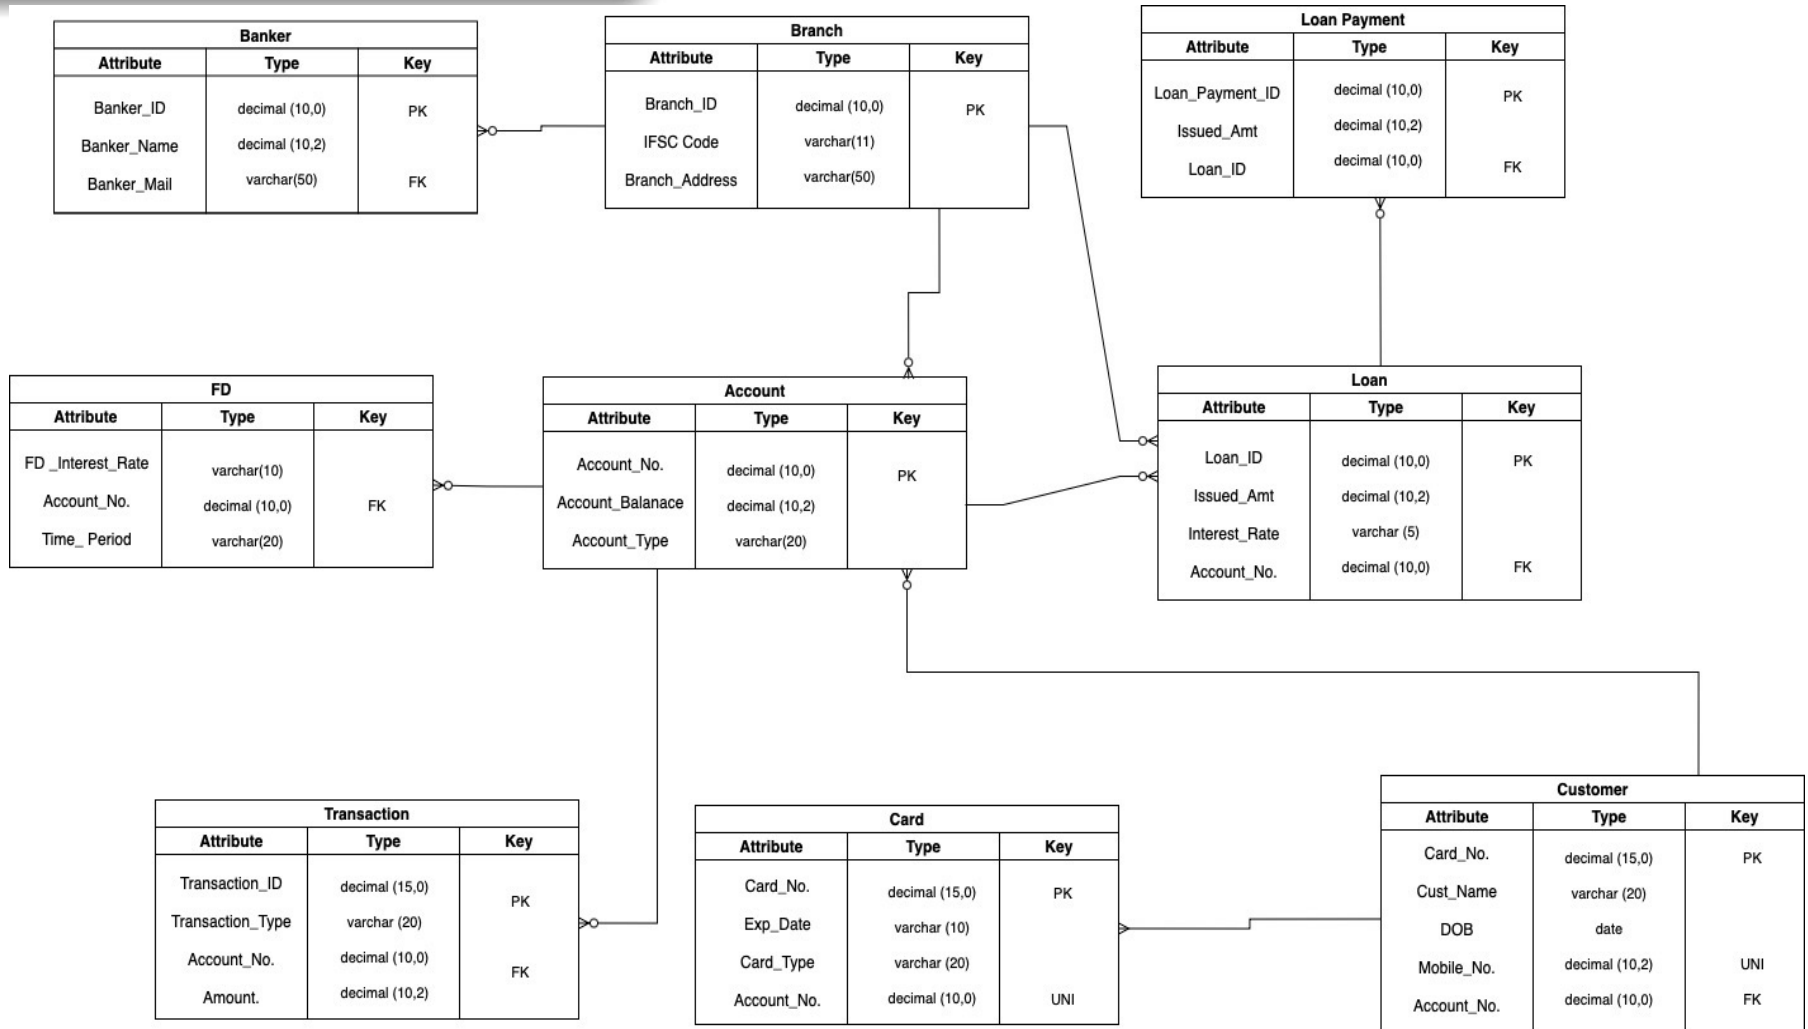 Banker
Attribute Type Key
Banker_ID decimal (10,0) PK
Banker_Name decimal (10,2)
Banker_Mail varchar(50) FK
Branch
Attribute Type Key
Branch_ID decimal (10,0) PK
IFSC Code varchar(11)
Branch_Address varchar(50)
Loan Payment
Attribute Type Key
Loan_Payment_ID decimal (10,0) PK
Issued_Amt decimal (10,2)
Loan_ID decimal (10,0) FK
FD
Attribute Type Key
FD _Interest_Rate varchar(10)
Account_No. decimal (10,0) FK
Time_ Period varchar(20)
Account
Attribute Type Key
Account_No. decimal (10,0) PK
Account_Balanace decimal (10,2)
Account_Type varchar(20)
Loan
Attribute Type Key
Loan_ID decimal (10,0) PK
Issued_Amt decimal (10,2)
Interest_Rate varchar (5)
Account_No. decimal (10,0) FK
Transaction
Attribute Type Key
Transaction_ID decimal (15,0) PK
Transaction_Type varchar (20)
Account_No. decimal (10,0) FK
Amount. decimal (10,2)
Card
Attribute Type Key
Card_No. decimal (15,0) PK
Exp_Date varchar (10)
Card_Type varchar (20)
Account_No. decimal (10,0) UNI
Customer
Attribute Type Key
Card_No. decimal (15,0) PK
Cust_Name varchar (20)
DOB date
Mobile_No. decimal (10,2) UNI
Account_No. decimal (10,0) FK